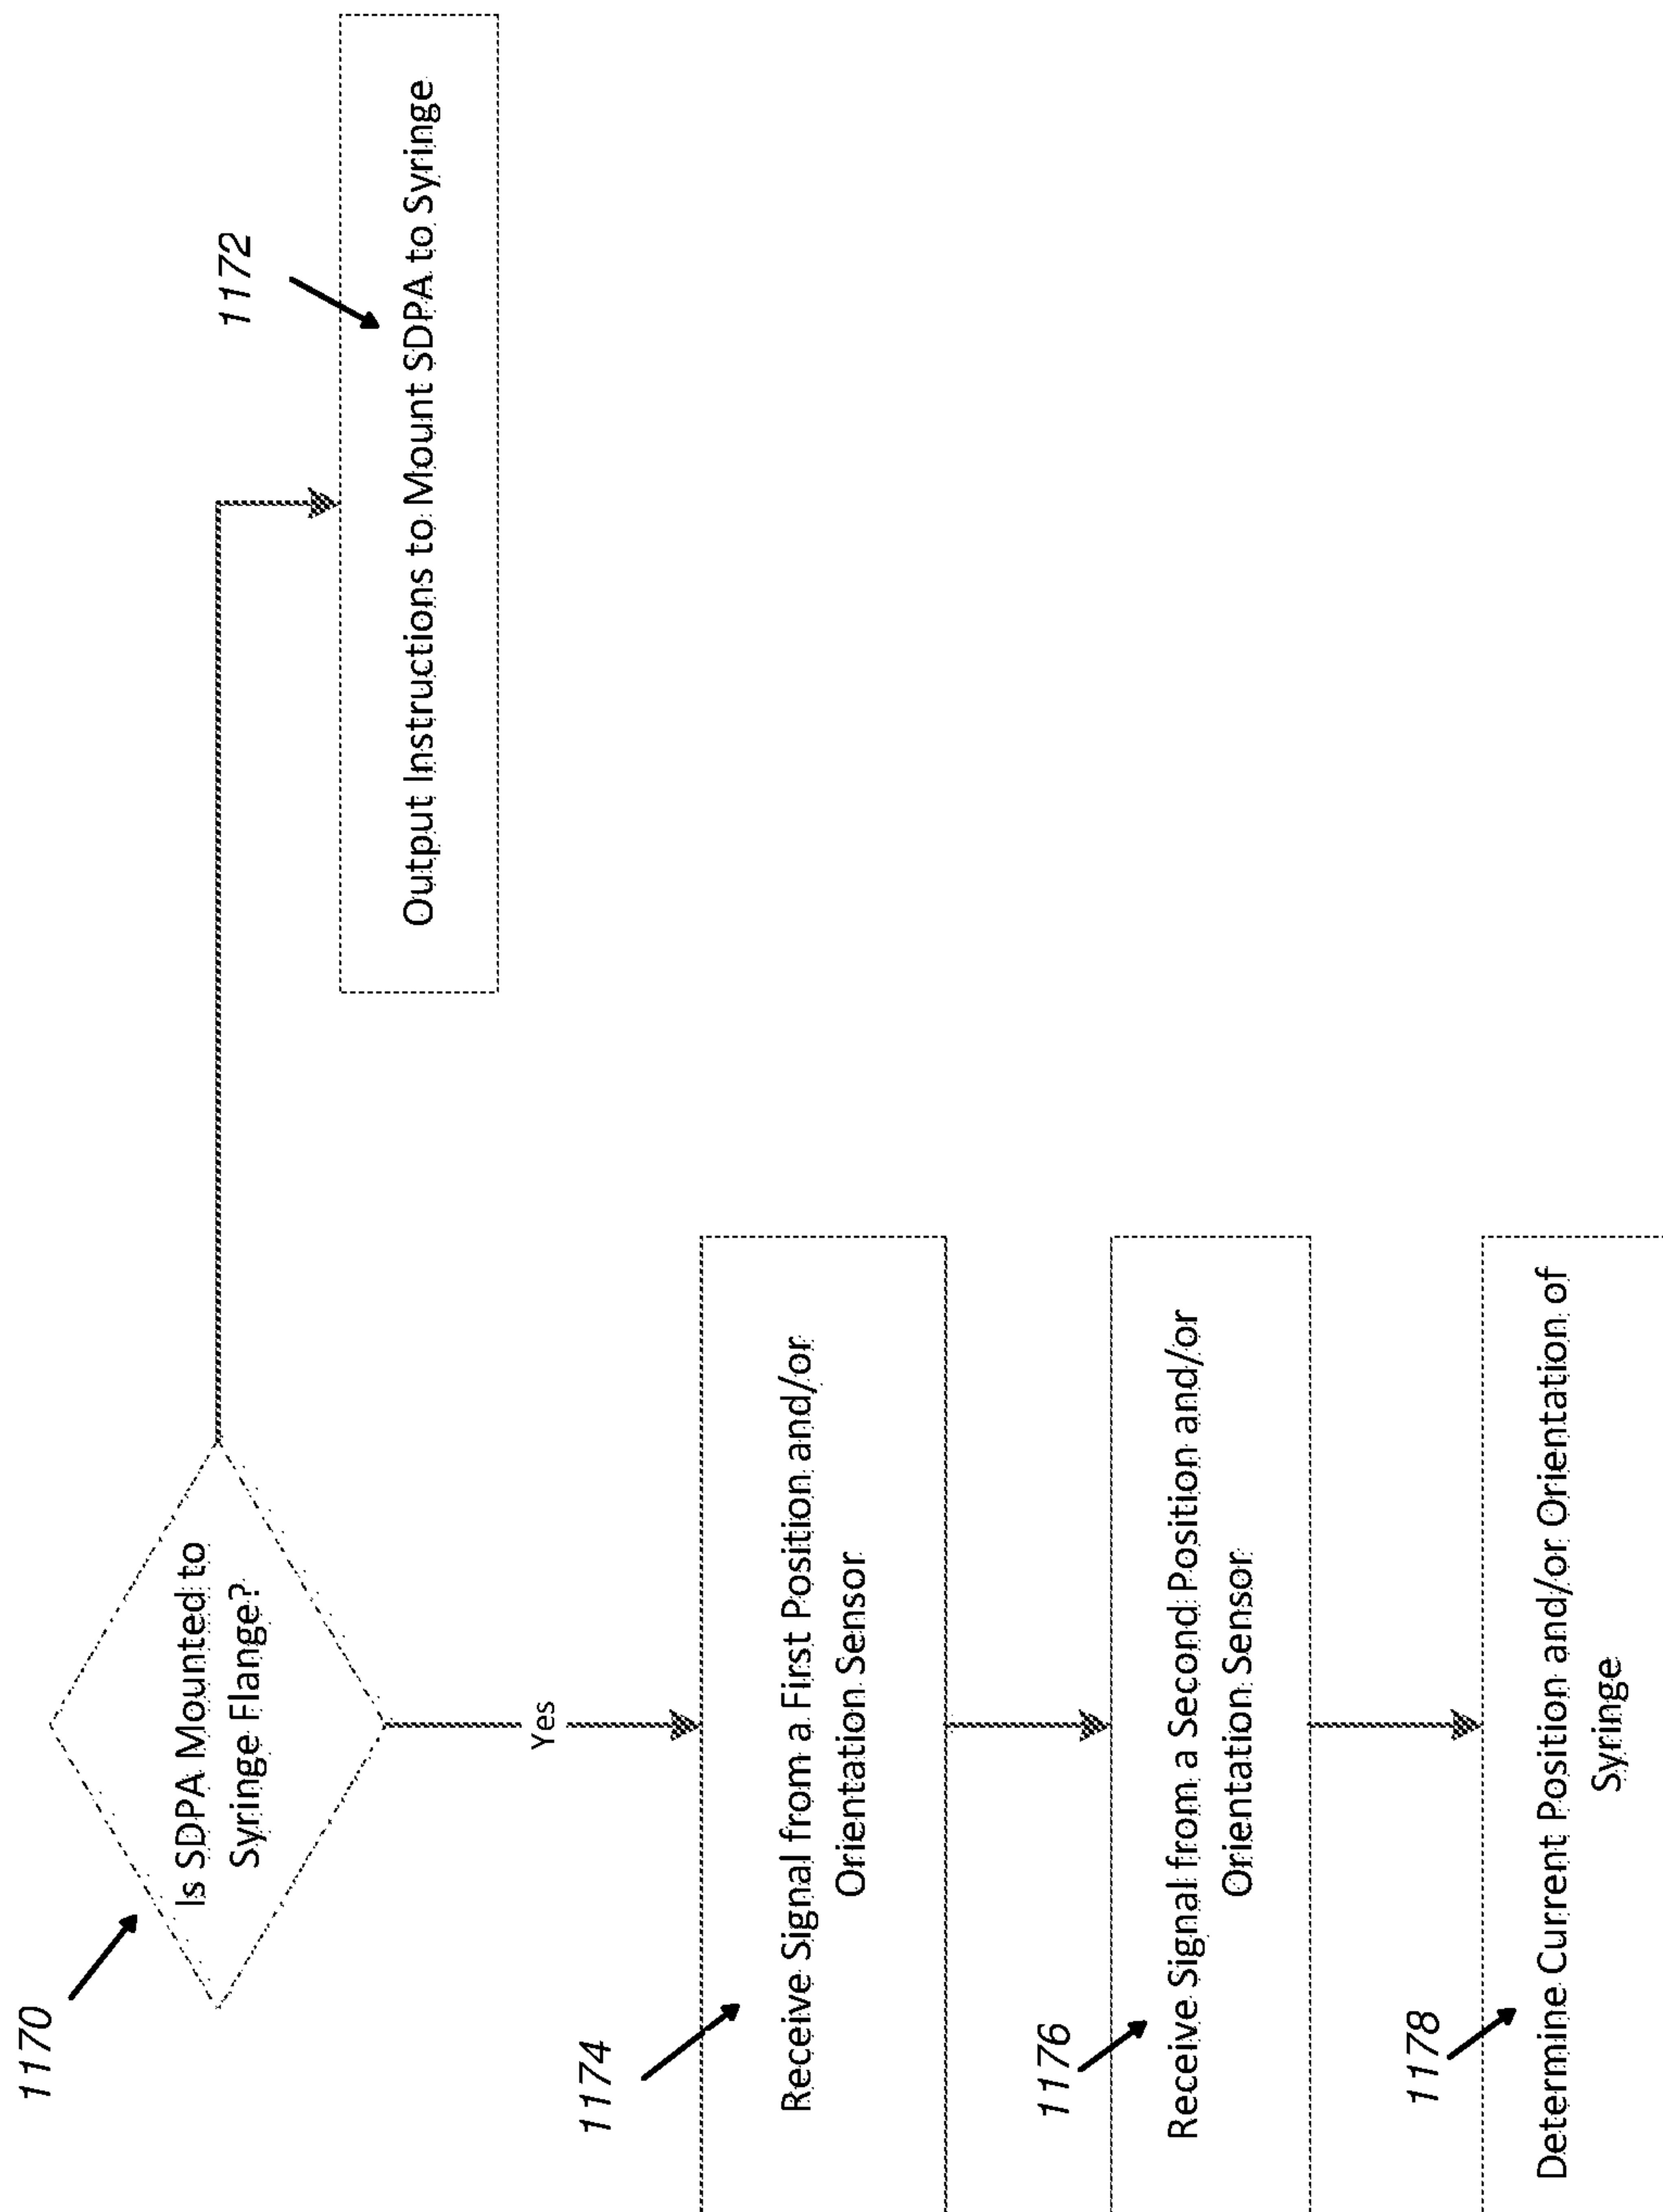 1170
Is SDPA Mounted to
Syringe Flange?
1172
Output Instructions to Mount SDPA to Syringe
Yes
1174
Receive Signal from a First Position and/or
Orientation Sensor
1176
Receive Signal from a Second Position and/or
Orientation Sensor
1178
Determine Current Position and/or Orientation of
Syringe